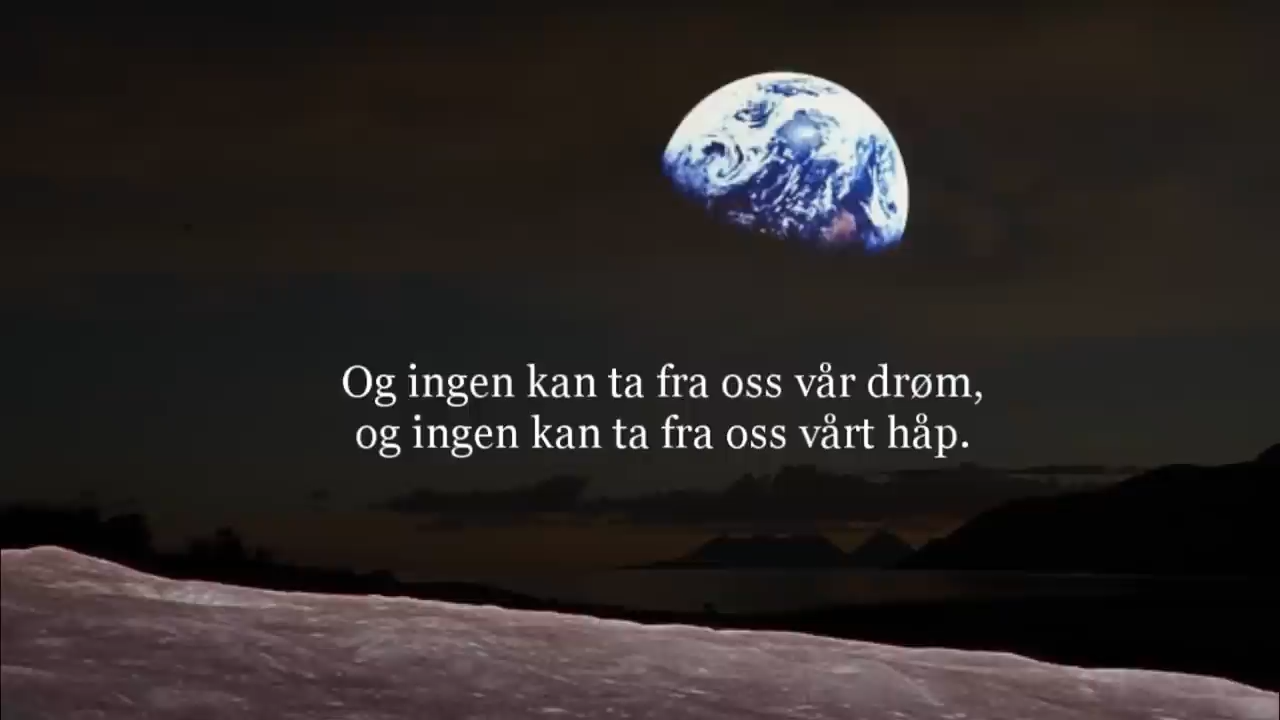 Og ingen kan ta fra oss vår drøm,
og ingen kan ta fra oss vårt håp.